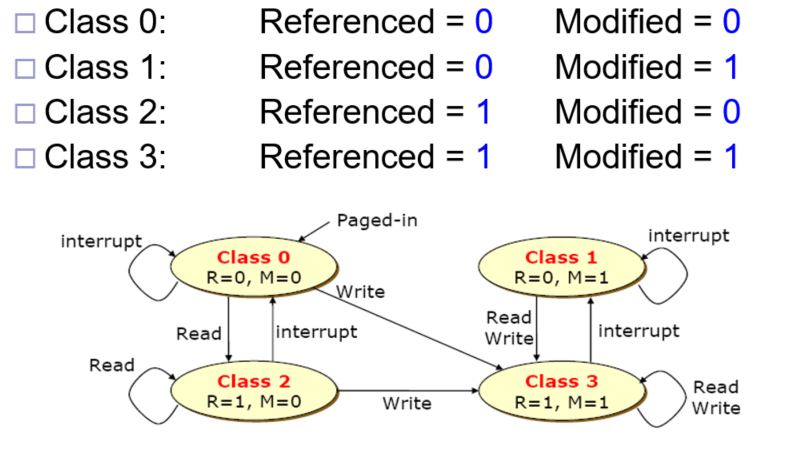 Class 0: Referenced = 0 Modified = 0
Class 1: Referenced = 0 Modified = 1
Class 2: Referenced = 1 Modified = 0
Class 3: Referenced = 1 Modified = 1
Paged-in
interrupt
Class 0
R=0, M=0
Class 1
R=0, M=1
interrupt
Write
Read
interrupt
Read
Write
interrupt
Read
Class 2
R=1, M=0
Write
Class 3
R=1, M=1
Read
Write